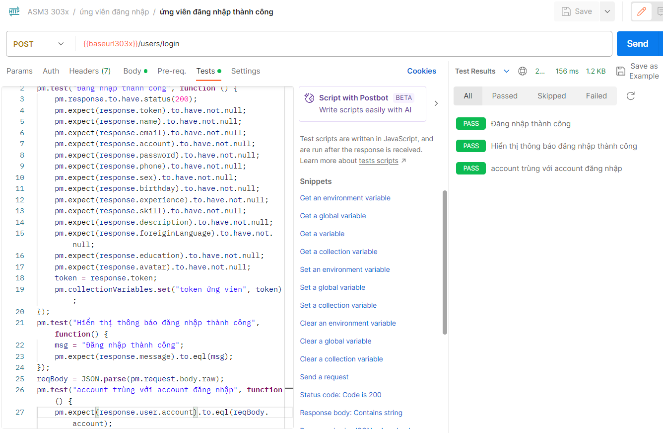 HTTP ASM3.303x / ứng viên đăng nhập / ứng viên đăng nhập thành công
Save
POST
{{baseurl303x}}/users/login
Send
Params Auth Headers (7) Body Pre-req. Tests Settings Cookies
2 pm.test("Đăng nhập thành công", function () {
3 pm.response.to.have.status(200);
4 pm.expect(response.token).to.have.not.null;
5 pm.expect(response.name).to.have.not.null;
6 pm.expect(response.email).to.have.not.null;
7 pm.expect(response.account).to.have.not.null;
8 pm.expect(response.password).to.have.not.null;
9 pm.expect(response.phone).to.have.not.null;
10 pm.expect(response.sex).to.have.not.null;
11 pm.expect(response.birthday).to.have.not.null;
12 pm.expect(response.experience).to.have.not.null;
13 pm.expect(response.skill).to.have.not.null;
14 pm.expect(response.description).to.have.not.null;
15 pm.expect(response.foreiginLanguage).to.have.not.
null;
16 pm.expect(response.education).to.have.not.null;
17 pm.expect(response.avatar).to.have.not.null;
18 token = response.token;
19 pm.collectionVariables.set("token ứng viên", token)
;
20 });
21 pm.test("Hiển thị thông báo đăng nhập thành công",
function() {
22 msg = "Đăng nhập thành công";
23 pm.expect(response.message).to.eql(msg);
24 });
25 reqBody = JSON.parse(pm.request.body.raw);
26 pm.test("account trùng với account đăng nhập", function
() {
27 pm.expect(response.user.account).to.eql(reqBody.
account);
Script with Postbot BETA
Write scripts easily with AI
Test scripts are written in JavaScript, and
are run after the response is received.
Learn more about tests scripts ↗
Snippets
Get an environment variable
Get a global variable
Get a variable
Get a collection variable
Set an environment variable
Set a global variable
Set a collection variable
Clear an environment variable
Clear a global variable
Clear a collection variable
Send a request
Status code: Code is 200
Response body: Contains string
Test Results 2... 156 ms 1.2 KB Save as
Example
All Passed Skipped Failed
PASS Đăng nhập thành công
PASS Hiển thị thông báo đăng nhập thành công
PASS account trùng với account đăng nhập